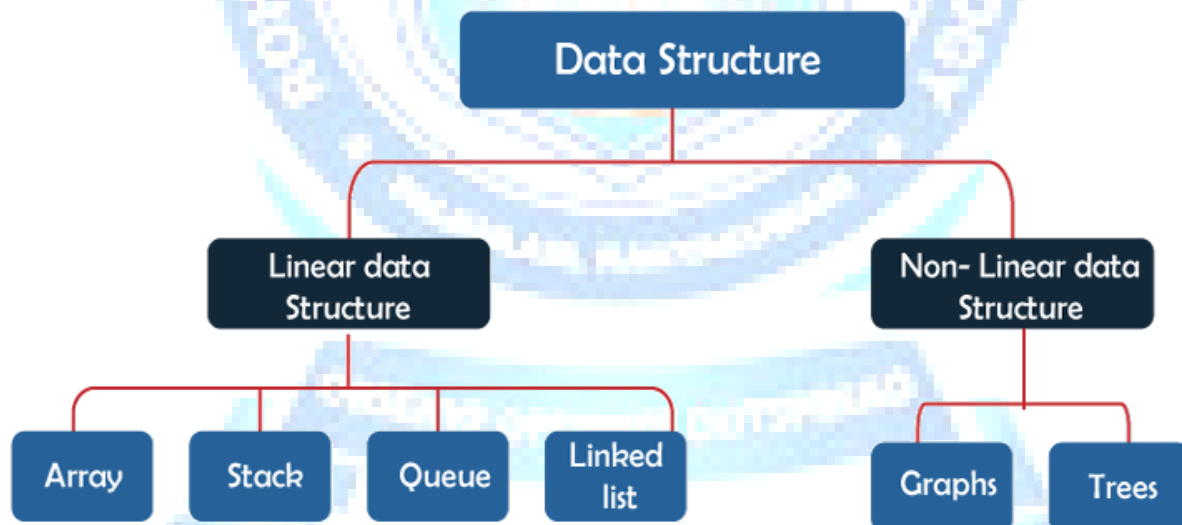 Data Structure
Linear data
Structure
Non- Linear data
Structure
Array
Stack
Queue
Linked
list
Graphs
Trees